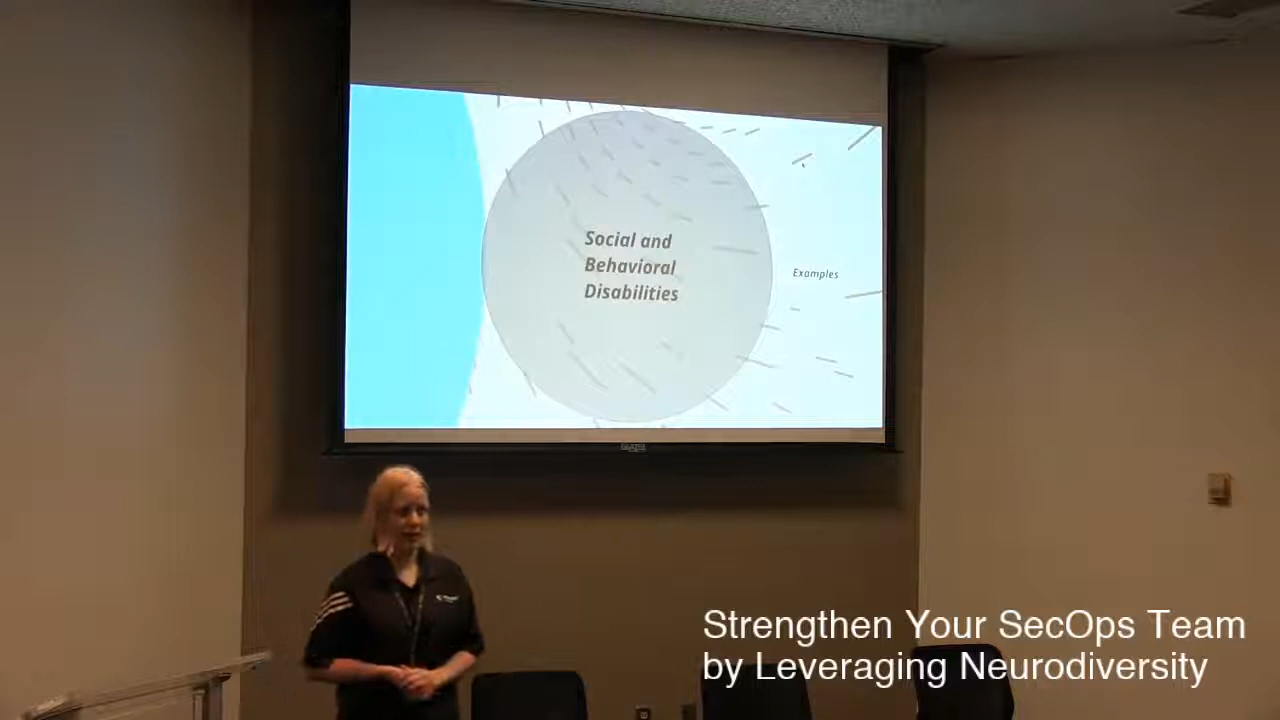 Social and
Behavioral
Disabilities
Examples
Strengthen Your SecOps Team
by Leveraging Neurodiversity